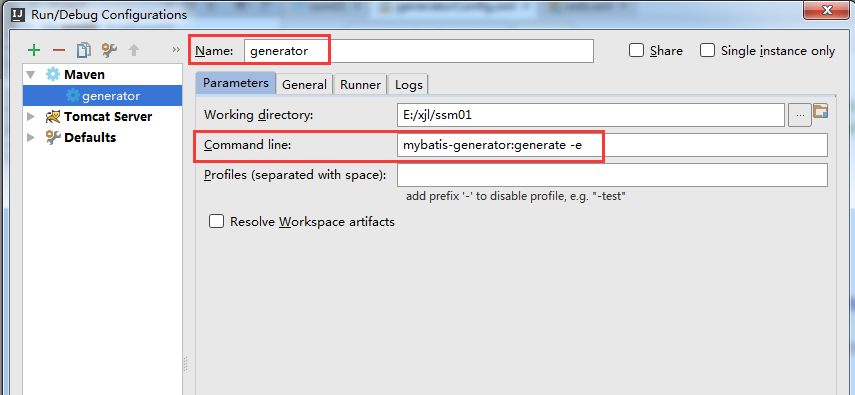 Run/Debug Configurations
Name: generator
Share
Single instance only
Maven
generator
Tomcat Server
Defaults
Parameters General Runner Logs
Working directory: E:/xjl/ssm01 ...
Command line: mybatis-generator:generate -e
Profiles (separated with space):
add prefix '-' to disable profile, e.g. "-test"
Resolve Workspace artifacts